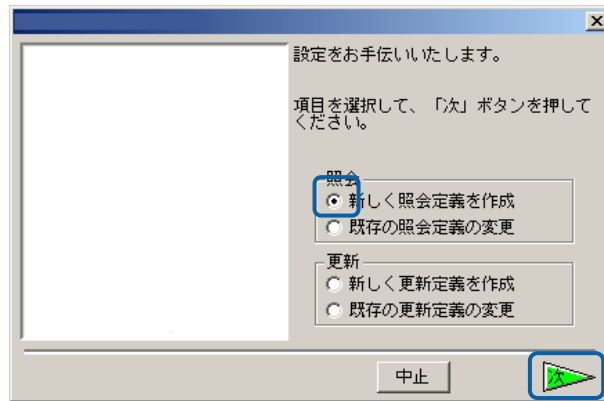 設定をお手伝いいたします。
項目を選択して、「次」ボタンを押して
ください。
照会
新しく照会定義を作成
既存の照会定義の変更
更新
新しく更新定義を作成
既存の更新定義の変更
中止
次